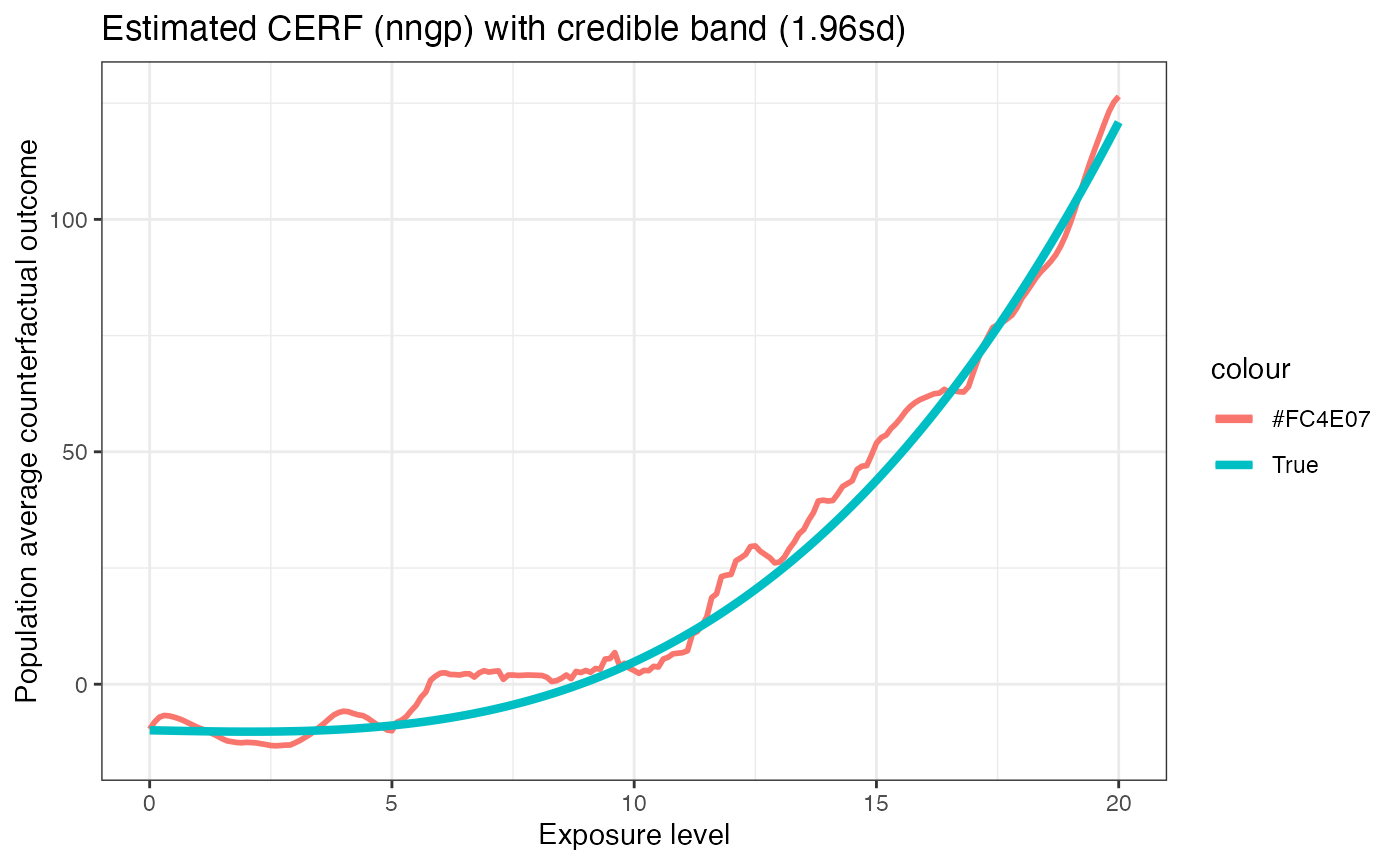 Estimated CERF (nngp) with credible band (1.96sd)
Population average counterfactual outcome
100
50
0
0
5
10
15
20
Exposure level
colour
#FC4E07
True